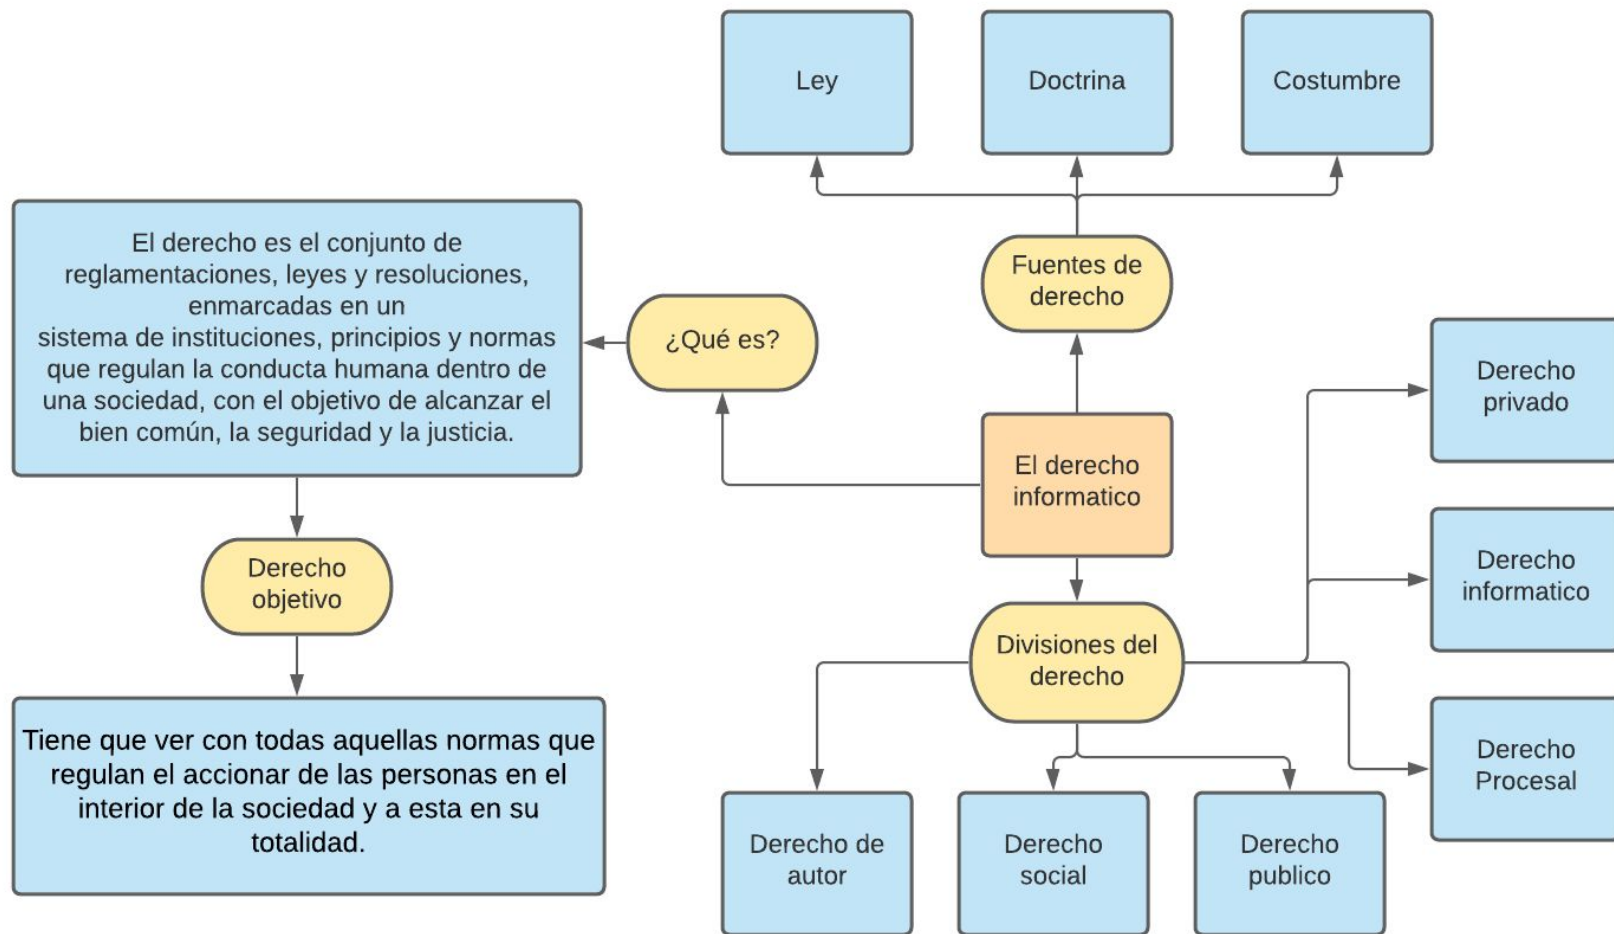 Ley
Doctrina
Costumbre
El derecho es el conjunto de
reglamentaciones, leyes y resoluciones,
enmarcadas en un
sistema de instituciones, principios y normas
que regulan la conducta humana dentro de
una sociedad, con el objetivo de alcanzar el
bien común, la seguridad y la justicia.
¿Qué es?
Fuentes de
derecho
Derecho
privado
El derecho
informatico
Derecho
informatico
Derecho
objetivo
Divisiones del
derecho
Derecho
Procesal
Tiene que ver con todas aquellas normas que
regulan el accionar de las personas en el
interior de la sociedad y a esta en su
totalidad.
Derecho de
autor
Derecho
social
Derecho
publico